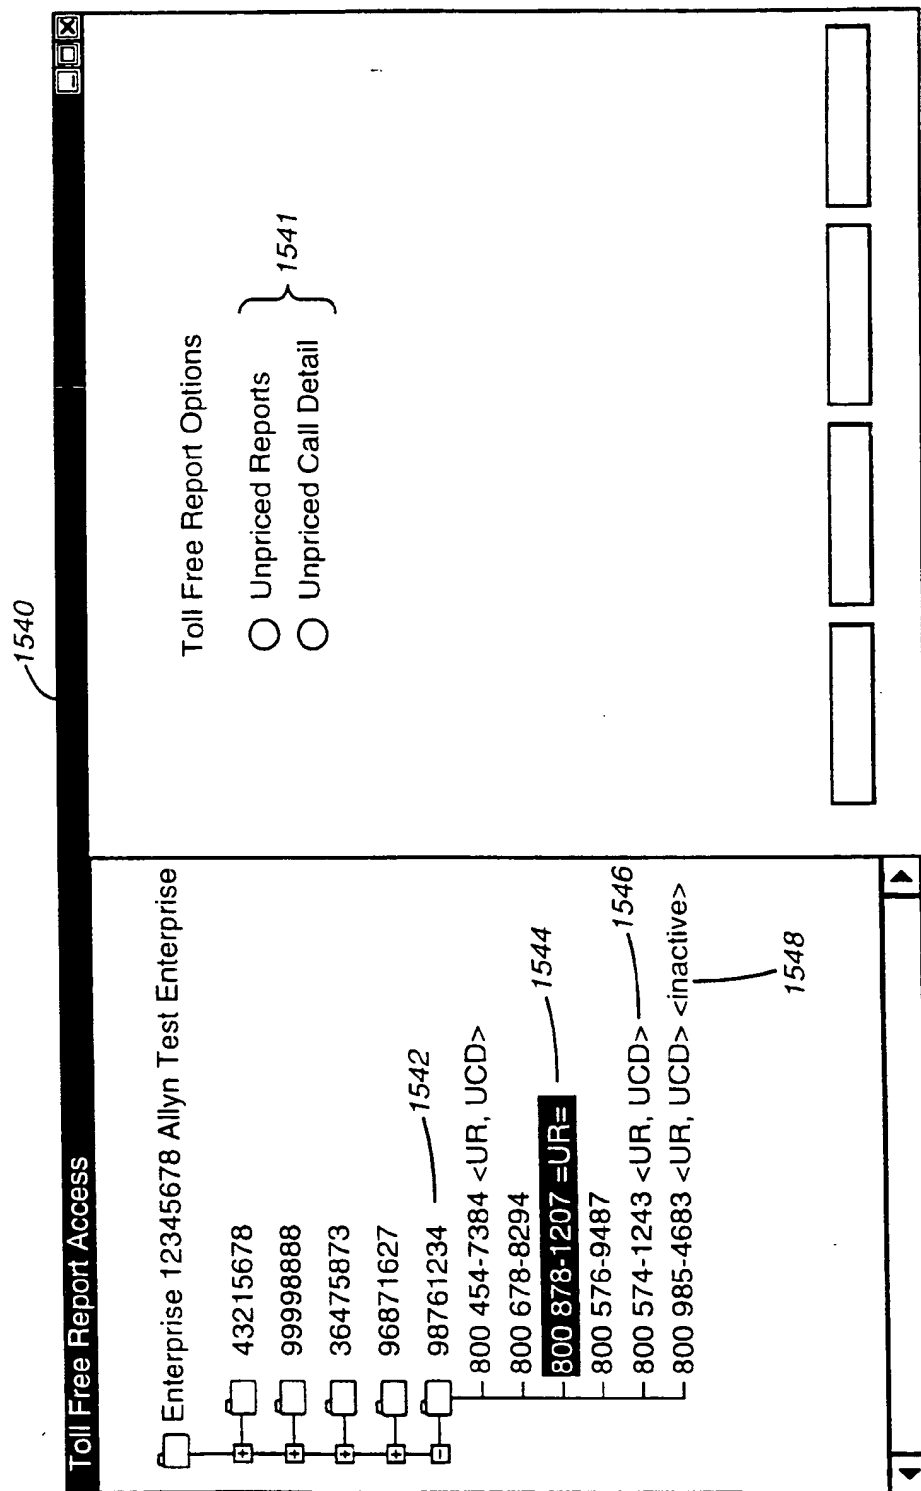 1540
Toll Free Report Access
Enterprise 12345678 Allyn Test Enterprise
43215678
99998888
36475873
96871627
98761234
1542
800 454-7384 <UR, UCD>
800 678-8294
800 878-1207 =UR=
1544
800 576-9487
800 574-1243 <UR, UCD>
1546
800 985-4683 <UR, UCD> <inactive>
1548
Toll Free Report Options
Unpriced Reports
Unpriced Call Detail
1541